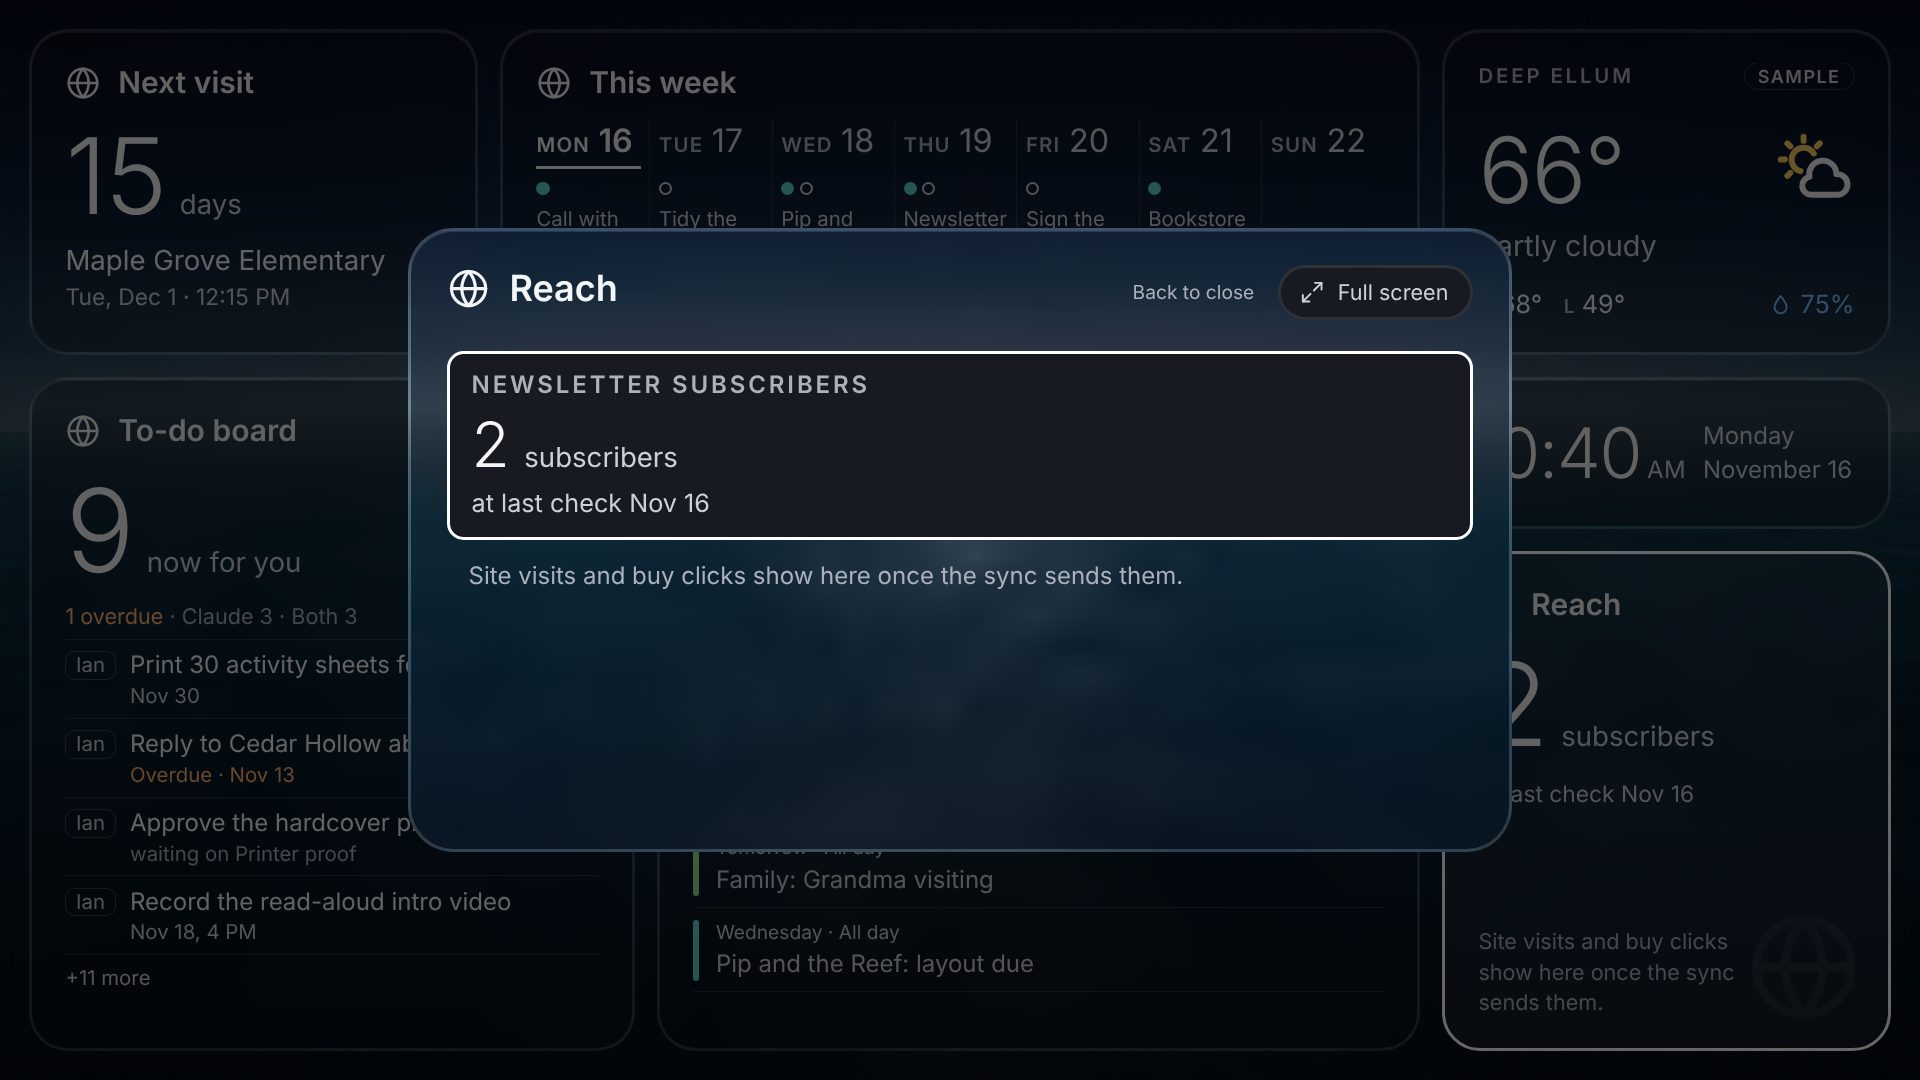 Next visit
15 days
Maple Grove Elementary
Tue, Dec 1 · 12:15 PM
This week
MON 16
TUE 17
WED 18
THU 19
FRI 20
SAT 21
SUN 22
Call with
Tidy the
Pip and
Newsletter
Sign the
Bookstore
DEEP ELLUM
SAMPLE
66°
cloudy
L 49°
75%
Reach
Back to close
Full screen
NEWSLETTER SUBSCRIBERS
2 subscribers
at last check Nov 16
Site visits and buy clicks show here once the sync sends them.
To-do board
9 now for you
1 overdue · Claude 3 · Both 3
Ian
Print 30 activity sheets
Nov 30
Ian
Reply to Cedar Hollow
Overdue · Nov 13
Ian
Approve the hardcover
waiting on Printer proof
Ian
Record the read-aloud intro video
Nov 18, 4 PM
+11 more
Family: Grandma visiting
Wednesday · All day
Pip and the Reef: layout due
:40 AM
Monday
November 16
Reach
2 subscribers
check Nov 16
Site visits and buy clicks
show here once the sync
sends them.